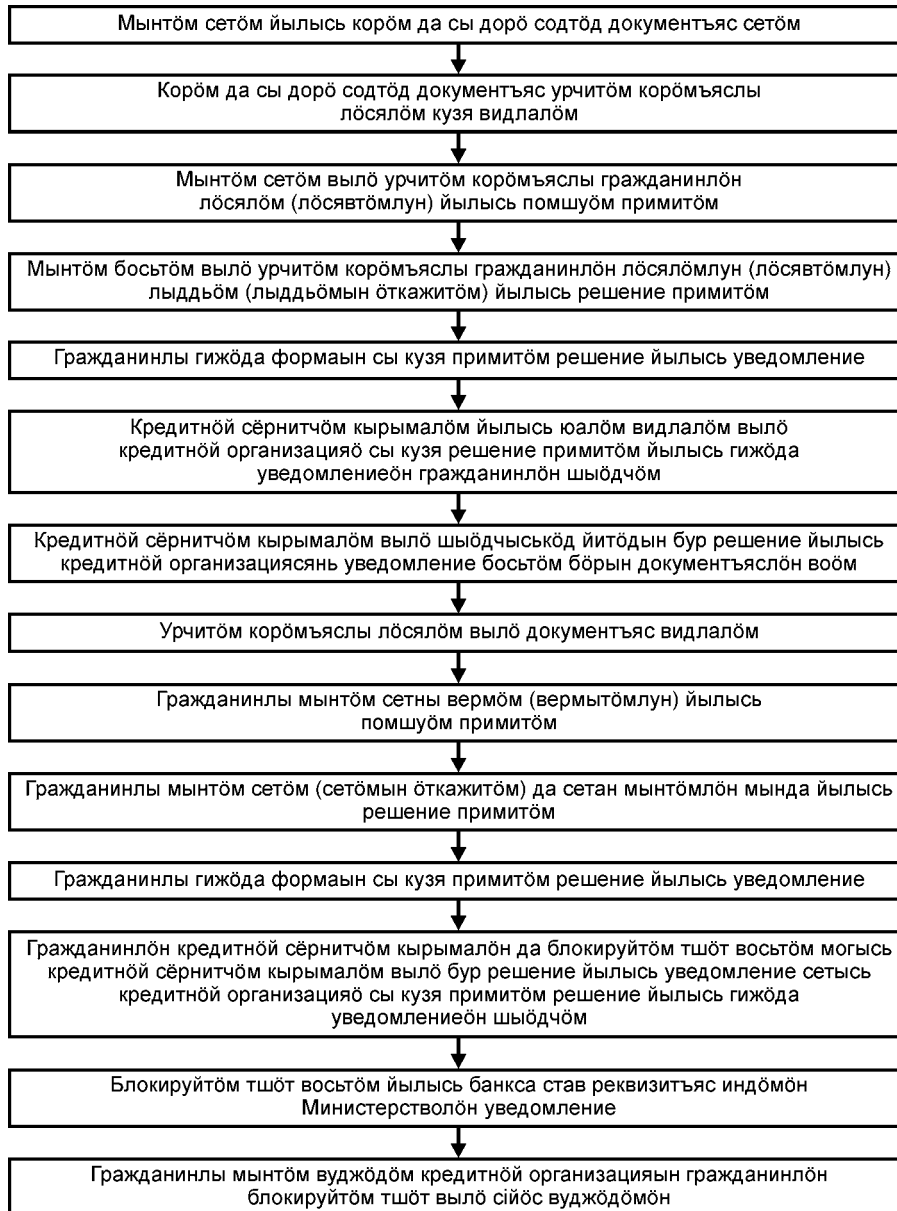 Мынтӧм сетӧм йылысь корӧм да сы дорӧ содтӧд документъяс сетӧм
Корӧм да сы дорӧ содтӧд документъяс урчитӧм корӧмъяслы
лӧсялӧм кузя видлалӧм
Мынтӧм сетӧм вылӧ урчитӧм корӧмъяслы гражданинлӧн
лӧсялӧм (лӧсявтӧмлун) йылысь помшуӧм примитӧм
Мынтӧм босьтӧм вылӧ урчитӧм корӧмъяслы гражданинлӧн лӧсялӧмлун (лӧсявтӧмлун)
лыддьӧм (лыддьӧмын ӧткажитӧм) йылысь решение примитӧм
Гражданинлы гижӧда формаын сы кузя примитӧм решение йылысь уведомление
Кредитнӧй сёрнитчӧм кырымалӧм йылысь юалӧм видлалӧм вылӧ
кредитнӧй организацияӧ сы кузя решение примитӧм йылысь гижӧда
уведомлениеӧн гражданинлӧн шыӧдчӧм
Кредитнӧй сёрнитчӧм кырымалӧм вылӧ шыӧдчыськӧд йитӧдын бур решение йылысь
кредитнӧй организациясянь уведомление босьтӧм бӧрын документъяслӧн воӧм
Урчитӧм корӧмъяслы лӧсялӧм вылӧ документъяс видлалӧм
Гражданинлы мынтӧм сетны вермӧм (вермытӧмлун) йылысь
помшуӧм примитӧм
Гражданинлы мынтӧм сетӧм (сетӧмын ӧткажитӧм) да сетан мынтӧмлӧн мында йылысь
решение примитӧм
Гражданинлы гижӧда формаын сы кузя примитӧм решение йылысь уведомление
Гражданинлӧн кредитнӧй сёрнитчӧм кырымалӧн да блокируйтӧм тшӧт восьтӧм могысь
кредитнӧй сёрнитчӧм кырымалӧм вылӧ бур решение йылысь уведомление сетысь
кредитнӧй организацияӧ сы кузя примитӧм решение йылысь гижӧда
уведомлениеӧн шыӧдчӧм
Блокируйтӧм тшӧт восьтӧм йылысь банкса став реквизитъяс индӧмӧн
Министерстволӧн уведомление
Гражданинлы мынтӧм вуджӧдӧм кредитнӧй организацияын гражданинлӧн
блокируйтӧм тшӧт вылӧ сійӧс вуджӧдӧмӧн